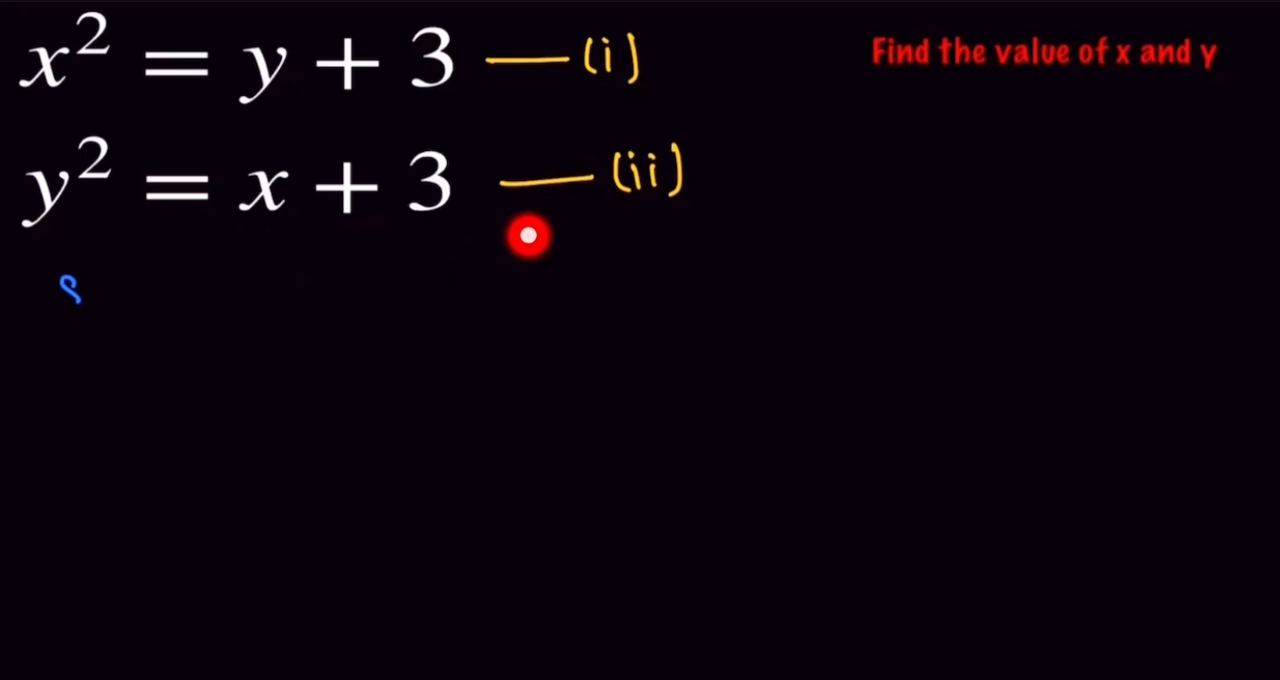 x² = y + 3 — (i)
Find the value of x and y
y² = x + 3 — (ii)